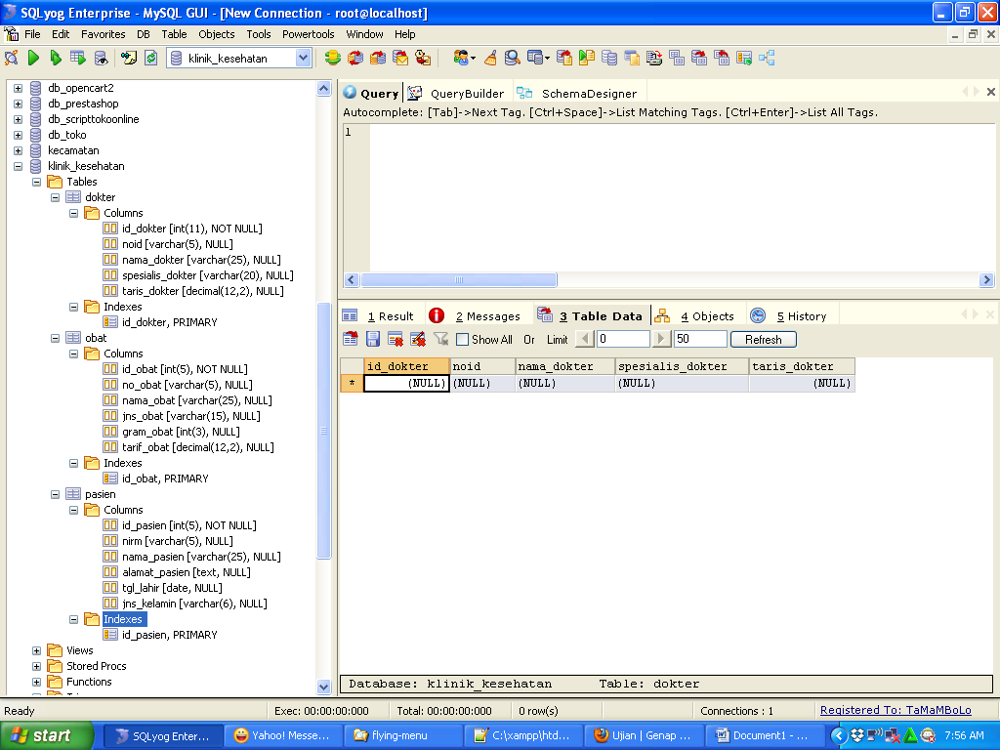 SQLyog Enterprise - MySQL GUI - [New Connection - root@localhost]
File Edit Favorites DB Table Objects Tools Powertools Window Help
klinik_kesehatan
db_opencart2
db_prestashop
db_scripttokoonline
db_toko
kecamatan
klinik_kesehatan
Tables
dokter
Columns
id_dokter [int(11), NOT NULL]
noid [varchar(5), NULL]
nama_dokter [varchar(25), NULL]
spesialis_dokter [varchar(20), NULL]
taris_dokter [decimal(12,2), NULL]
Indexes
id_dokter, PRIMARY
obat
Columns
id_obat [int(5), NOT NULL]
no_obat [varchar(5), NULL]
nama_obat [varchar(25), NULL]
jns_obat [varchar(15), NULL]
gram_obat [int(3), NULL]
tarif_obat [decimal(12,2), NULL]
Indexes
id_obat, PRIMARY
pasien
Columns
id_pasien [int(5), NOT NULL]
nirm [varchar(5), NULL]
nama_pasien [varchar(25), NULL]
alamat_pasien [text, NULL]
tgl_lahir [date, NULL]
jns_kelamin [varchar(6), NULL]
Indexes
id_pasien, PRIMARY
Views
Stored Procs
Functions
Query QueryBuilder SchemaDesigner
Autocomplete: [Tab]->Next Tag. [Ctrl+Space]->List Matching Tags. [Ctrl+Enter]->List All Tags.
1
1 Result 2 Messages 3 Table Data 4 Objects 5 History
Show All Or Limit 0 50 Refresh
id_dokter noid nama_dokter spesialis_dokter taris_dokter
* (NULL) (NULL) (NULL) (NULL) (NULL)
Database: klinik_kesehatan Table: dokter
Ready Exec: 00:00:00:000 Total: 00:00:00:000 0 row(s) Connections : 1 Registered To: TaMaMBoLo
start SQLyog Enter... Yahoo! Messe... flying-menu C:\xampp\htd... Ujian | Genap ... Document1 - ... 7:56 AM